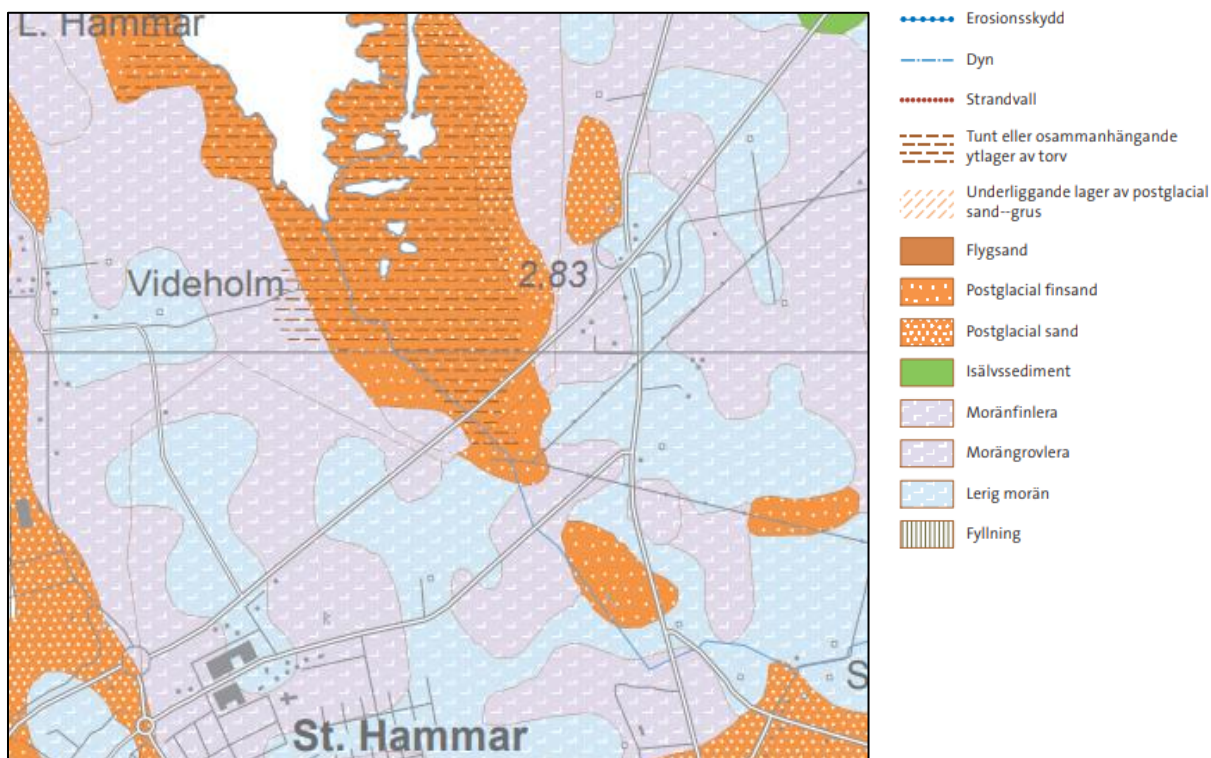 L. Hammar
Videholm
2,83
St. Hammar
S
Erosionsskydd
Dyn
Strandvall
Tunt eller osammanhängande
ytlager av torv
Underliggande lager av postglacial
sand--grus
Flygsand
Postglacial finsand
Postglacial sand
Isälvssediment
Moränfinlera
Morängrovlera
Lerig morän
Fyllning